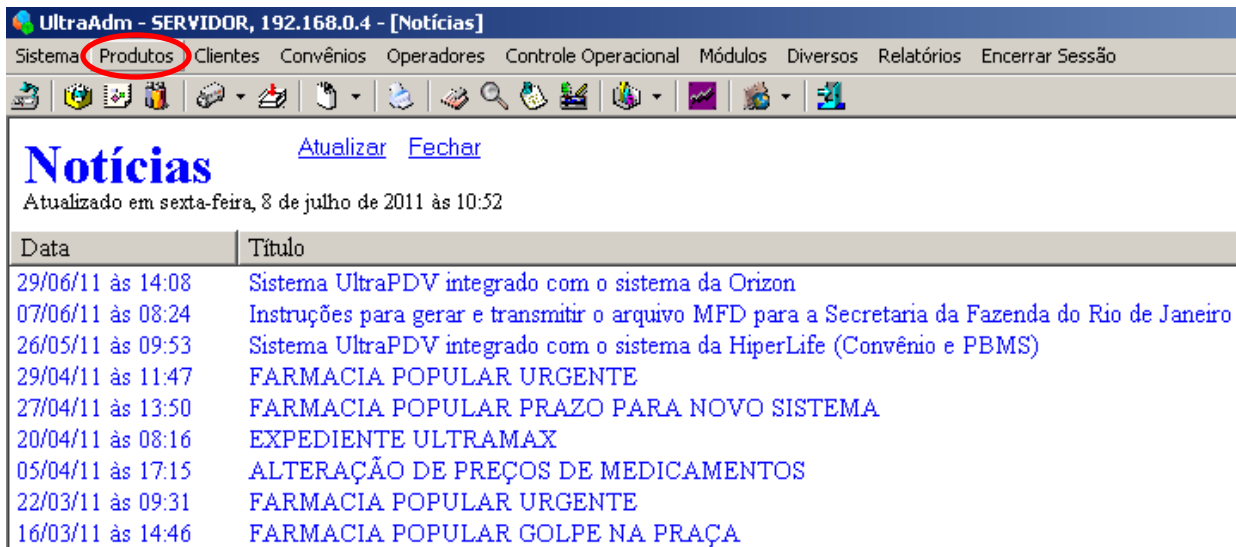 UltraAdm - SERVIDOR, 192.168.0.4 - [Notícias]
Sistema Produtos Clientes Convênios Operadores Controle Operacional Módulos Diversos Relatórios Encerrar Sessão
Notícias Atualizar Fechar
Atualizado em sexta-feira, 8 de julho de 2011 às 10:52
Data Título
29/06/11 às 14:08 Sistema UltraPDV integrado com o sistema da Orizon
07/06/11 às 08:24 Instruções para gerar e transmitir o arquivo MFD para a Secretaria da Fazenda do Rio de Janeiro
26/05/11 às 09:53 Sistema UltraPDV integrado com o sistema da HiperLife (Convênio e PBMS)
29/04/11 às 11:47 FARMACIA POPULAR URGENTE
27/04/11 às 13:50 FARMACIA POPULAR PRAZO PARA NOVO SISTEMA
20/04/11 às 08:16 EXPEDIENTE ULTRAMAX
05/04/11 às 17:15 ALTERAÇÃO DE PREÇOS DE MEDICAMENTOS
22/03/11 às 09:31 FARMACIA POPULAR URGENTE
16/03/11 às 14:46 FARMACIA POPULAR GOLPE NA PRAÇA